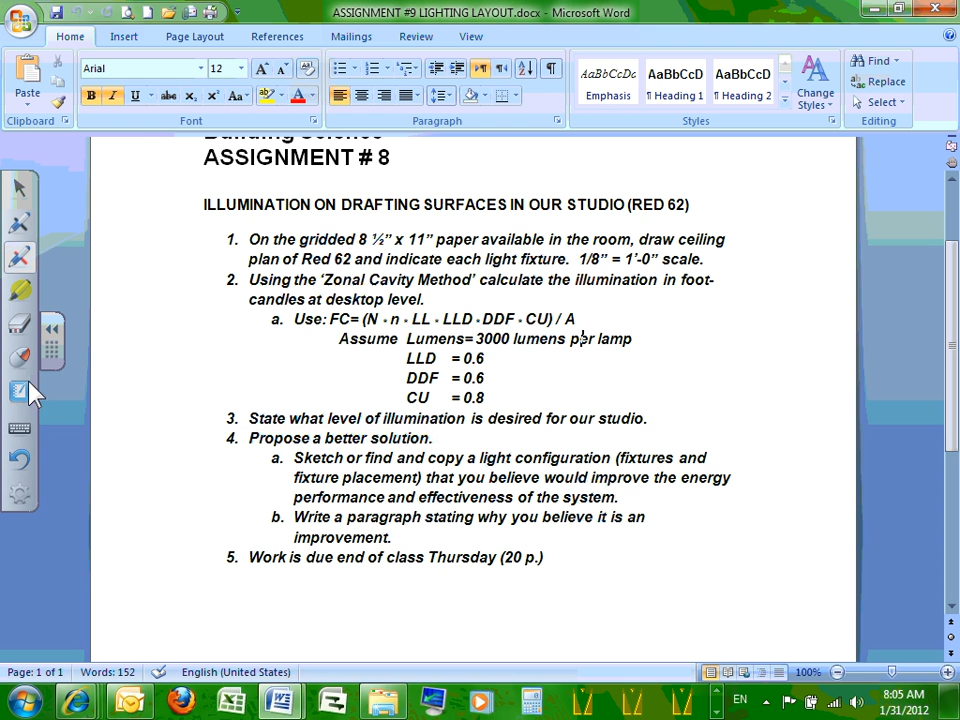 ASSIGNMENT #9 LIGHTING LAYOUT.docx - Microsoft Word
Home Insert Page Layout References Mailings Review View
Paste
Clipboard
Arial 12
B I U abc X₂ X² Aa
Font
Paragraph
AaBbCcDc AaBbCcD AaBbCcD
Emphasis ¶ Heading 1 ¶ Heading 2
Change Styles
Styles
Find
Replace
Select
Editing
Building Science
ASSIGNMENT # 8
ILLUMINATION ON DRAFTING SURFACES IN OUR STUDIO (RED 62)
1. On the gridded 8 ½” x 11” paper available in the room, draw ceiling
plan of Red 62 and indicate each light fixture. 1/8” = 1’-0” scale.
2. Using the ‘Zonal Cavity Method’ calculate the illumination in foot-
candles at desktop level.
a. Use: FC= (N • n • LL • LLD • DDF • CU) / A
Assume Lumens= 3000 lumens per lamp
LLD = 0.6
DDF = 0.6
CU = 0.8
3. State what level of illumination is desired for our studio.
4. Propose a better solution.
a. Sketch or find and copy a light configuration (fixtures and
fixture placement) that you believe would improve the energy
performance and effectiveness of the system.
b. Write a paragraph stating why you believe it is an
improvement.
5. Work is due end of class Thursday (20 p.)
Page: 1 of 1 Words: 152 English (United States) 100%
EN 8:05 AM
1/31/2012